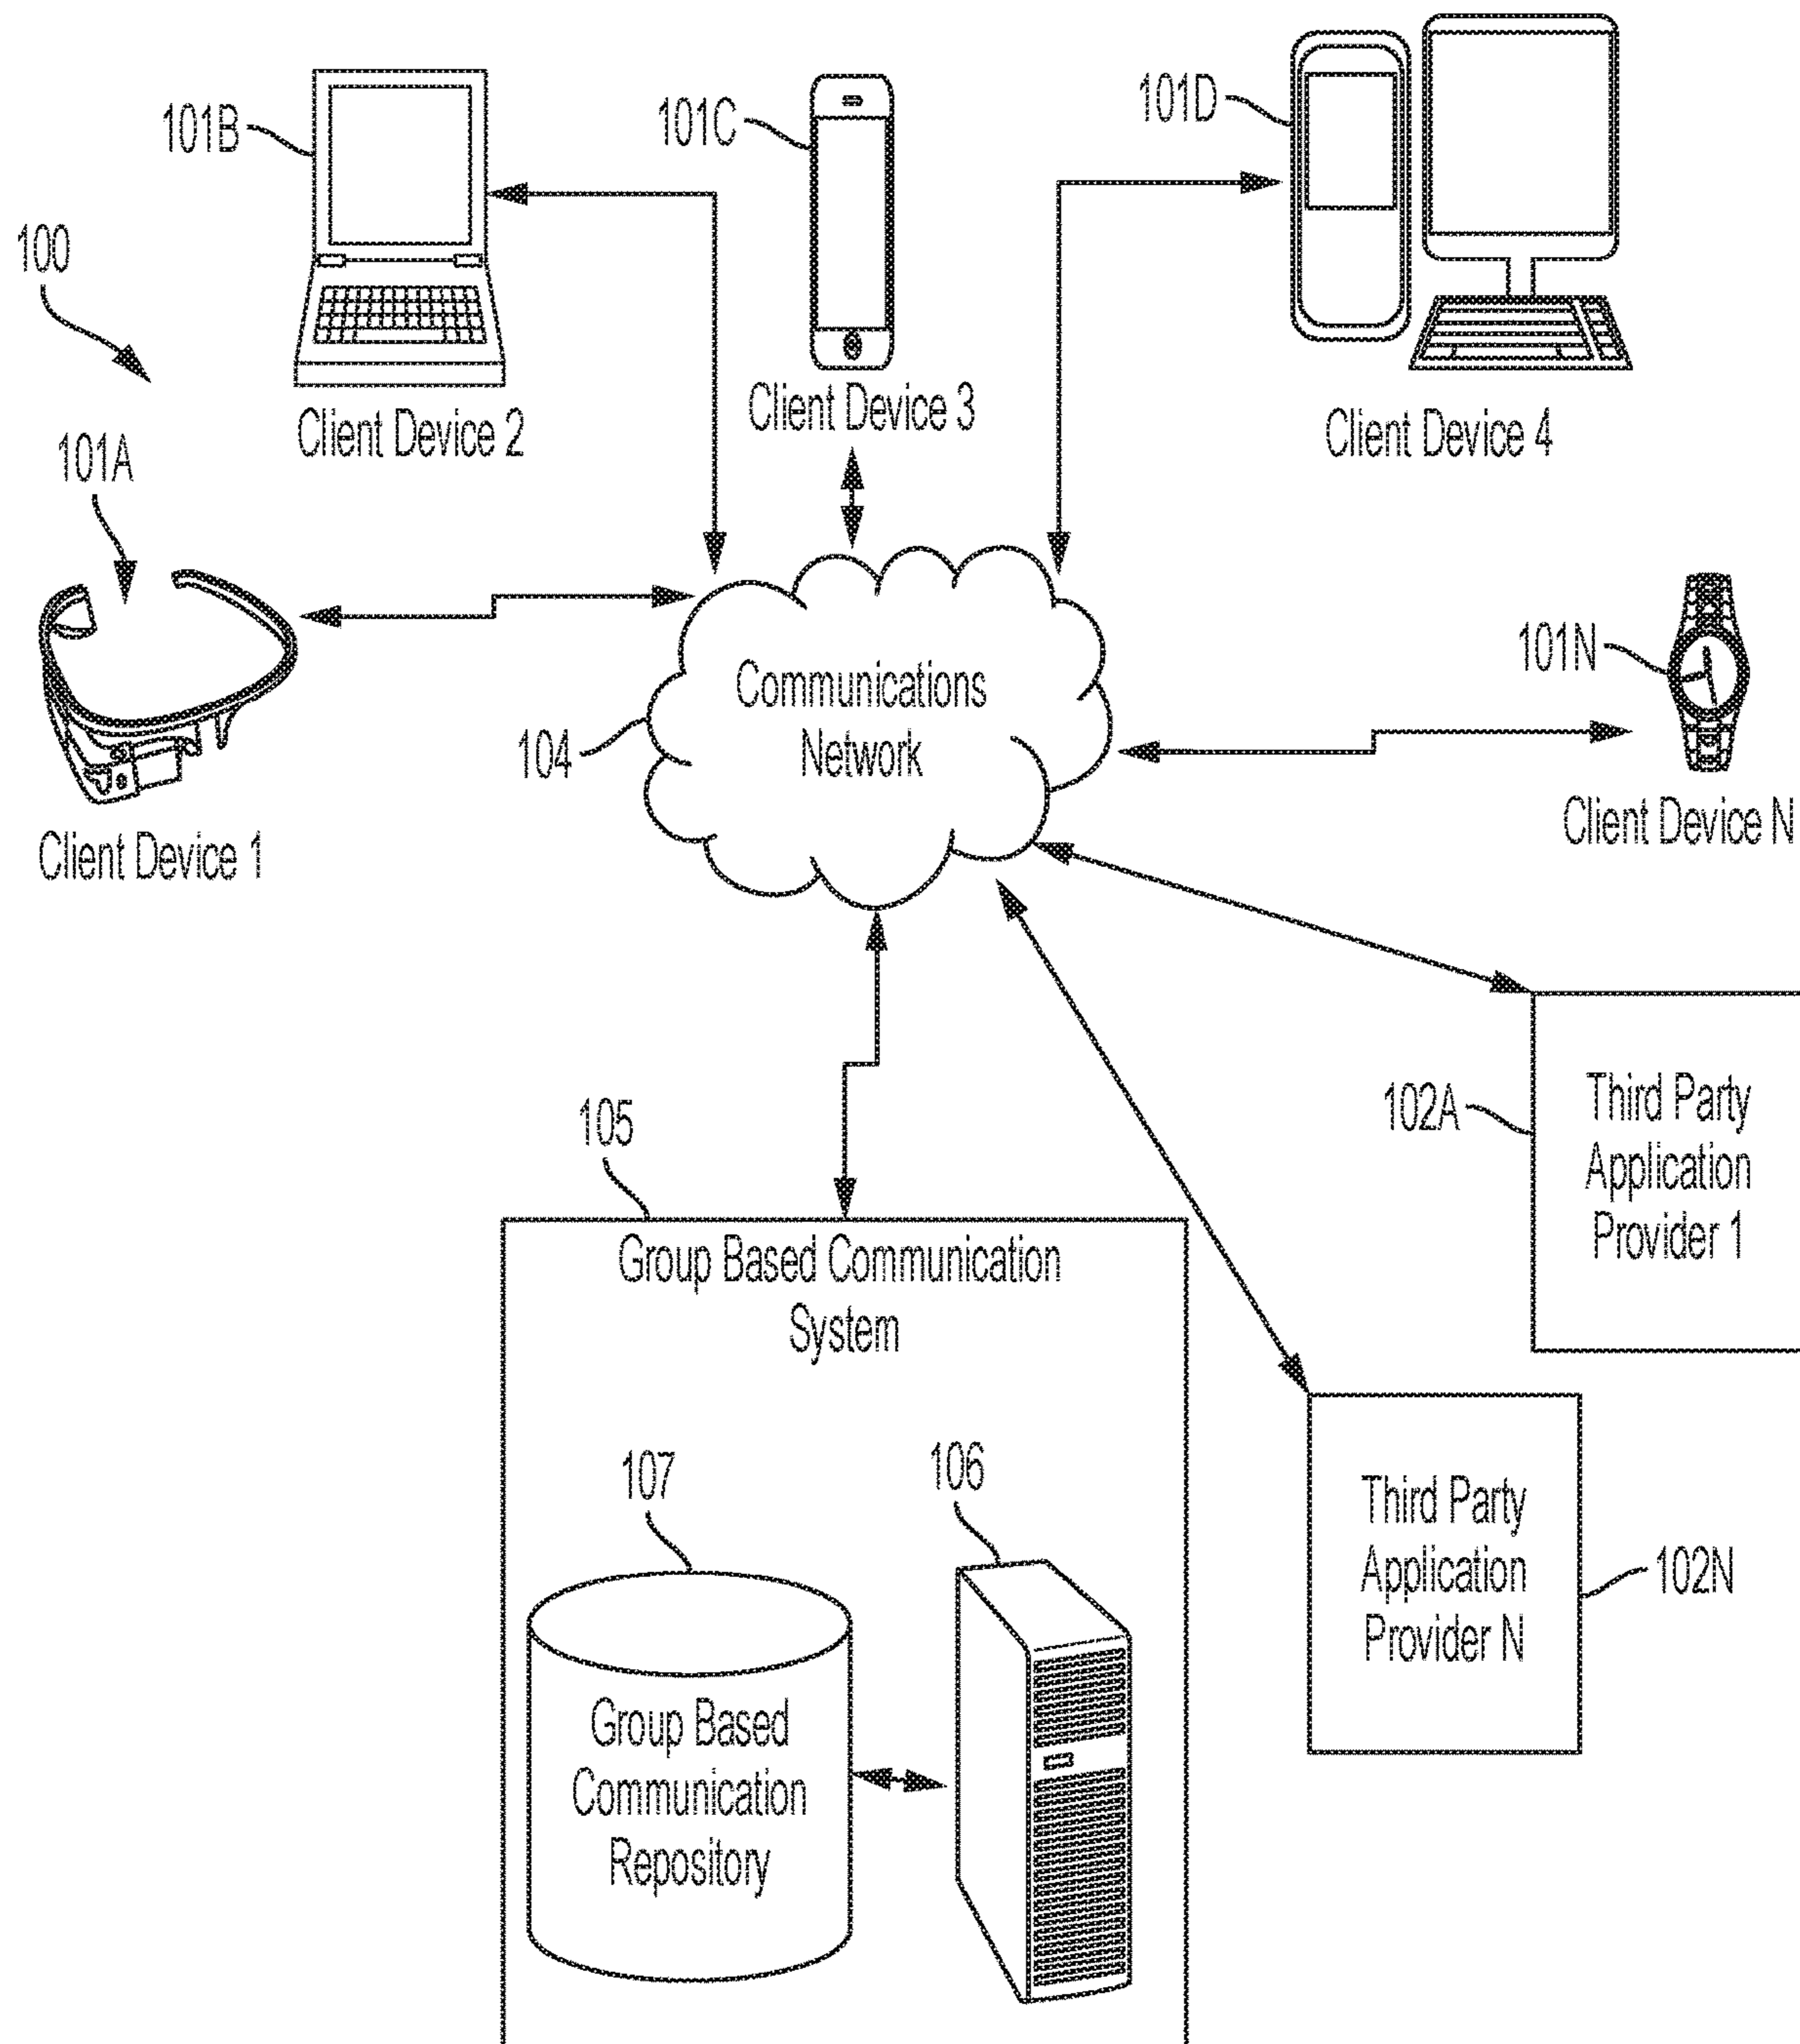 101B
101C
101D
100
Client Device 2
Client Device 3
Client Device 4
101A
101N
Communications
Network
104
Client Device 1
Client Device N
105
102A
Third Party
Application
Provider 1
Group Based Communication
System
107
106
Third Party
Application
Provider N
102N
Group Based
Communication
Repository